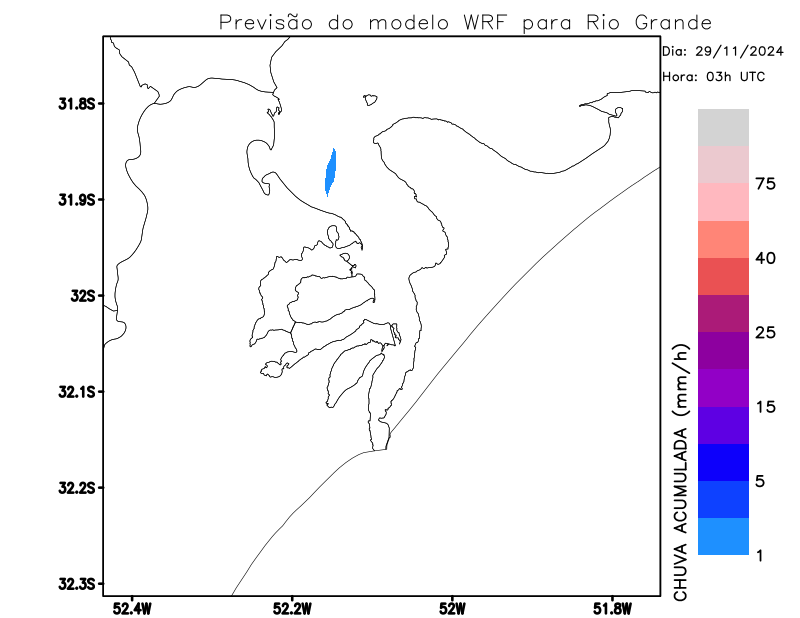 Previsão do modelo WRF para Rio Grande
Dia: 29/11/2024
Hora: 03h UTC
31.8S
31.9S
32S
32.1S
32.2S
32.3S
52.4W
52.2W
52W
51.8W
CHUVA ACUMULADA (mm/h)
75
40
25
15
5
1